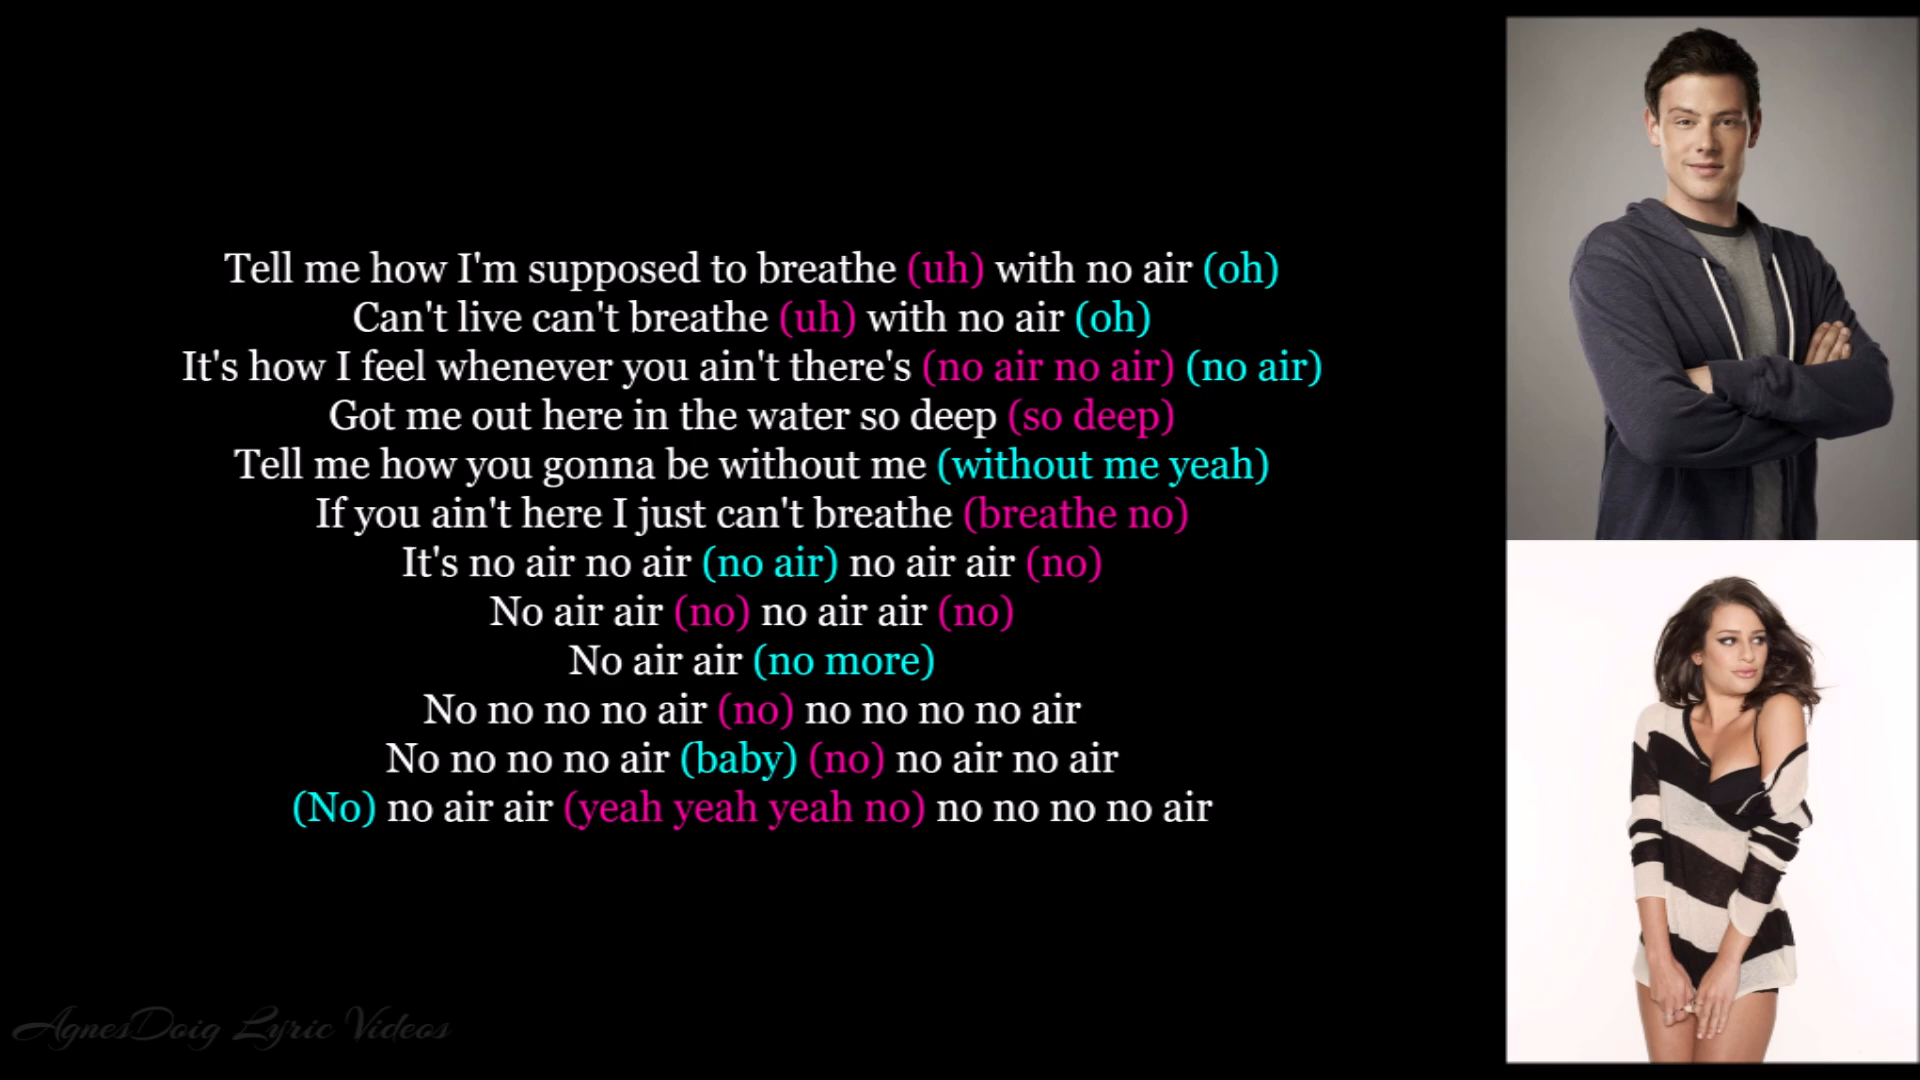 Tell me how I'm supposed to breathe (uh) with no air (oh)
Can't live can't breathe (uh) with no air (oh)
It's how I feel whenever you ain't there's (no air no air) (no air)
Got me out here in the water so deep (so deep)
Tell me how you gonna be without me (without me yeah)
If you ain't here I just can't breathe (breathe no)
It's no air no air (no air) no air air (no)
No air air (no) no air air (no)
No air air (no more)
No no no no air (no) no no no no air
No no no no air (baby) (no) no air no air
(No) no air air (yeah yeah yeah no) no no no no air
AgnesDoig Lyric Videos